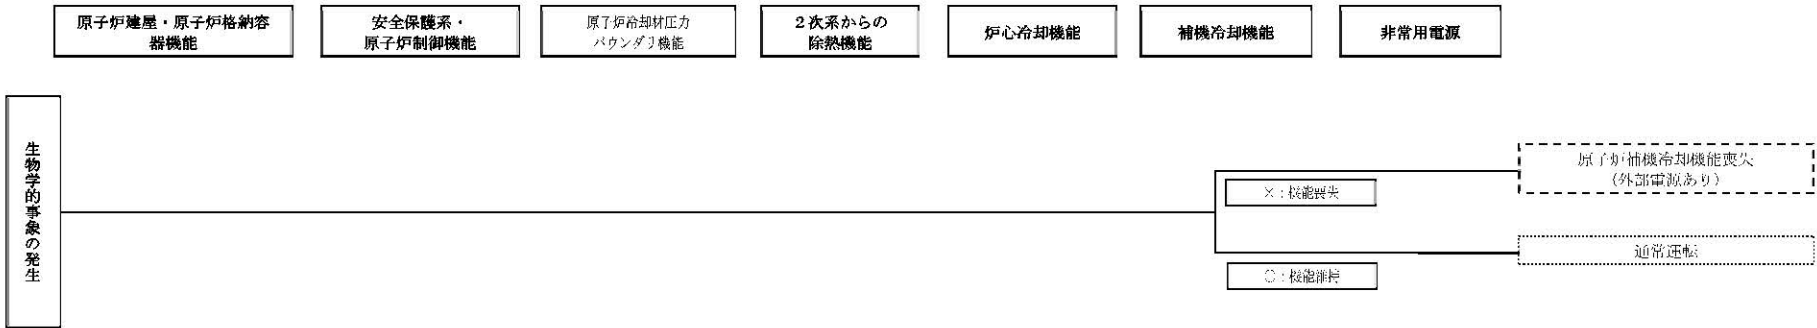 原子炉建屋・原子炉格納容
器機能
安全保護系・
原子炉制御機能
原子炉冷却材圧力
バウンダリ機能
２次系からの
除熱機能
炉心冷却機能
補機冷却機能
非常用電源
生物学的事象の発生
×：機能喪失
○：機能維持
原子炉補機冷却機能喪失
（外部電源あり）
通常運転